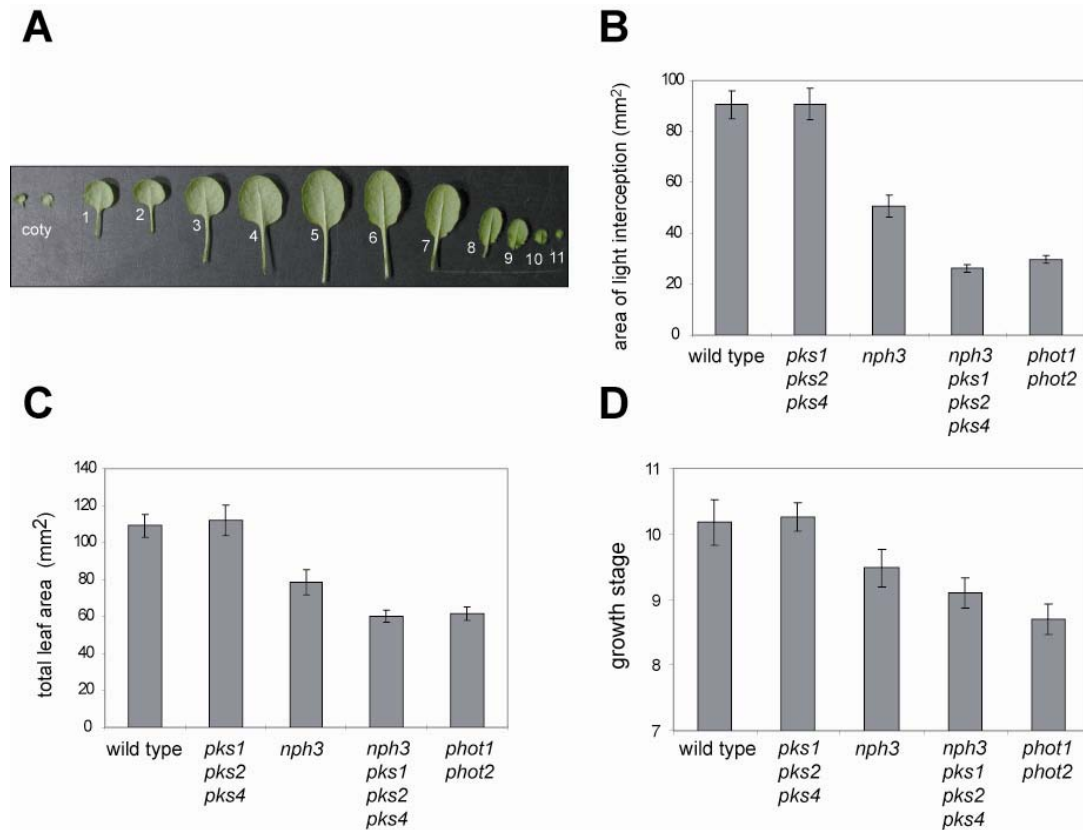 A
coty
1
2
3
4
5
6
7
8
9
10
11
B
area of light interception (mm²)
100
80
60
40
20
0
wild type
pks1
pks2
pks4
nph3
nph3
pks1
pks2
pks4
phot1
phot2
C
total leaf area (mm²)
140
120
100
80
60
40
20
0
wild type
pks1
pks2
pks4
nph3
nph3
pks1
pks2
pks4
phot1
phot2
D
growth stage
11
10
9
8
7
wild type
pks1
pks2
pks4
nph3
nph3
pks1
pks2
pks4
phot1
phot2